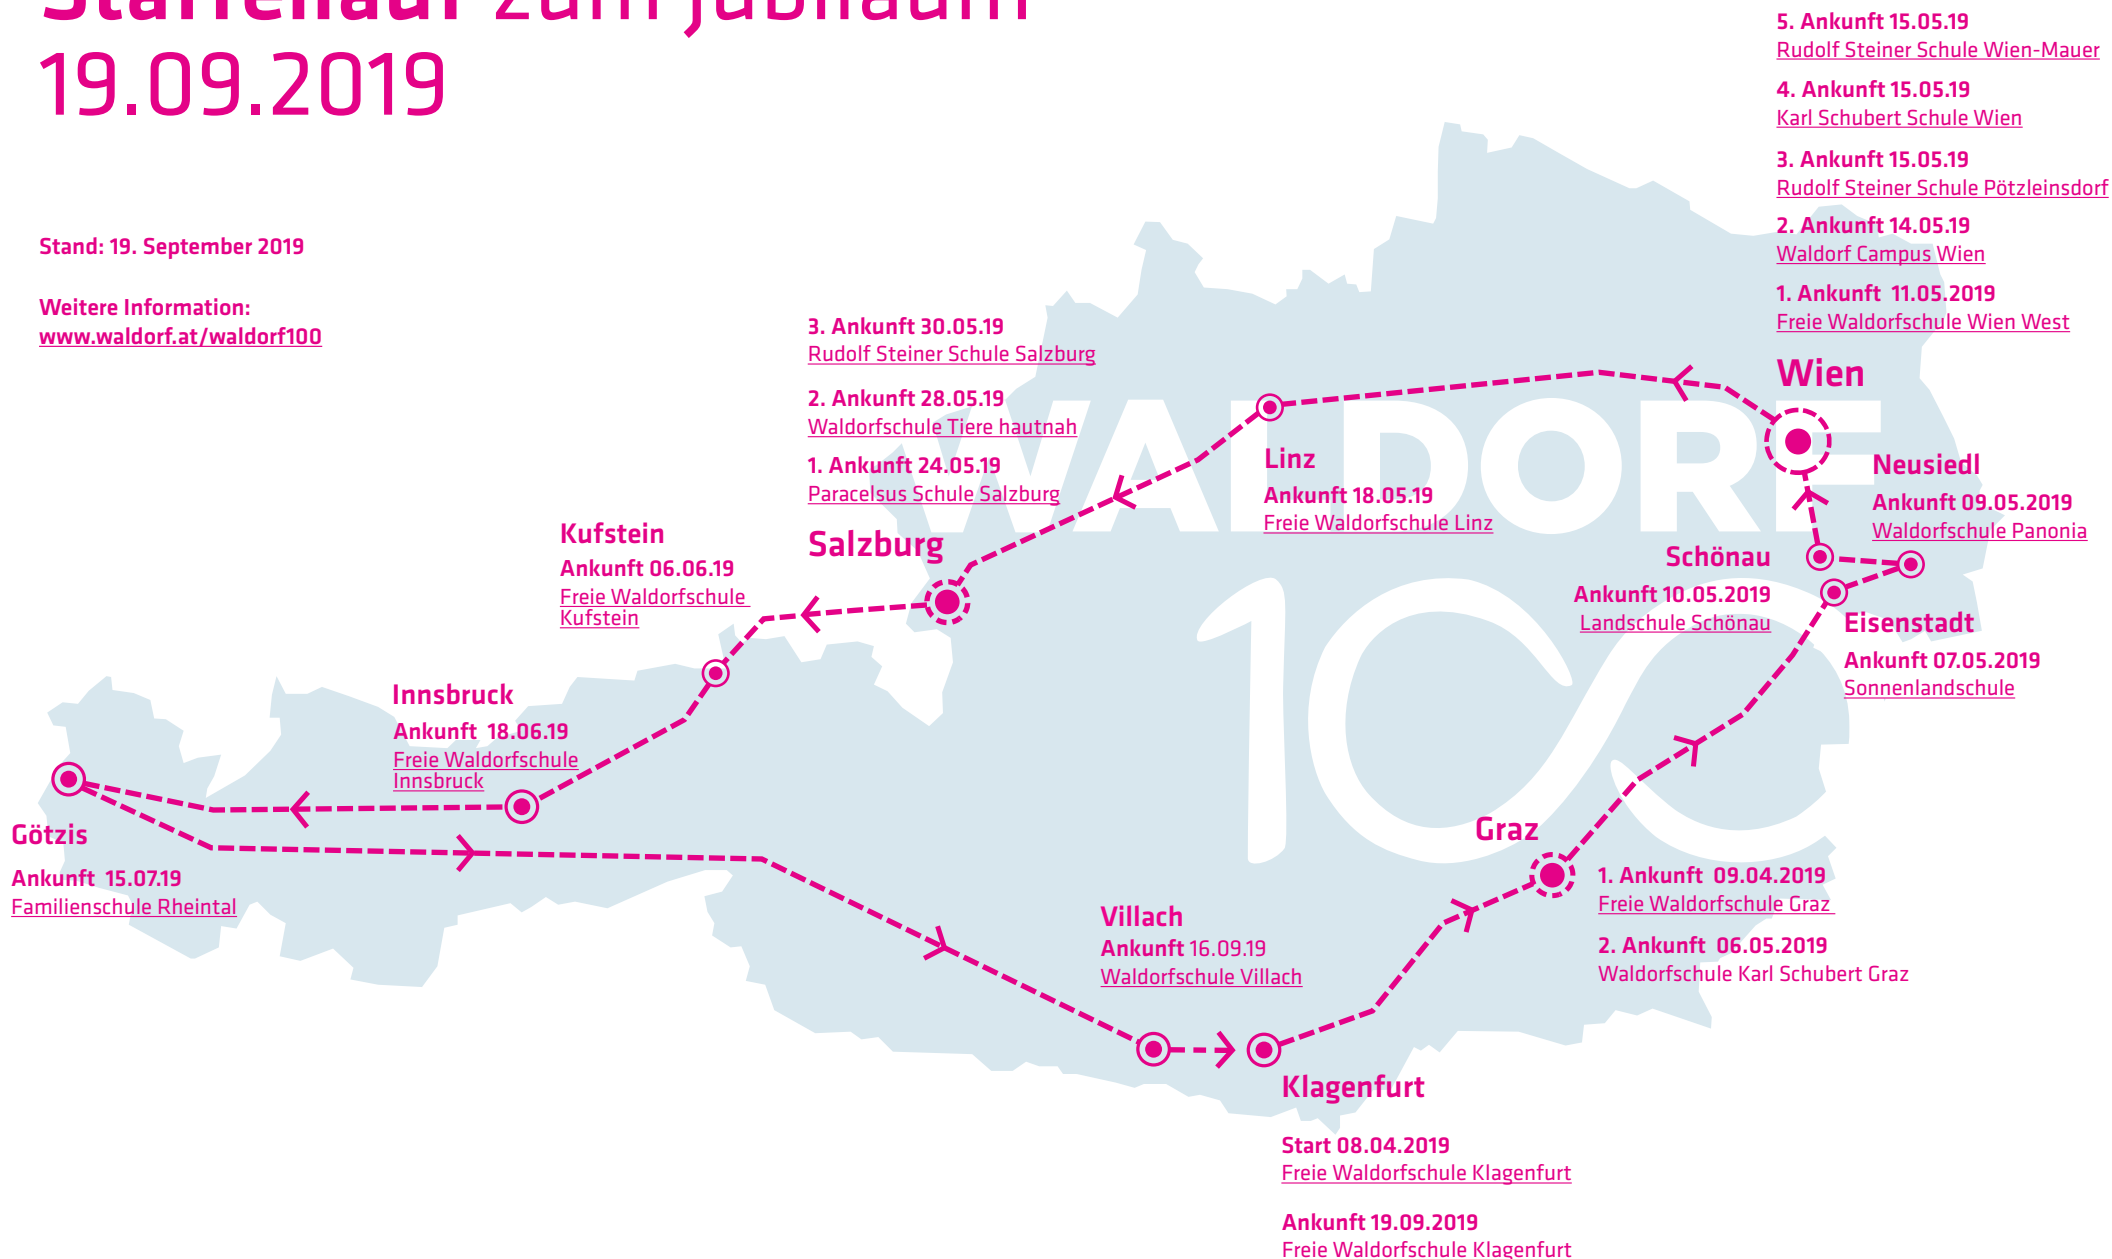 Staffellauf zum Jubiläum
19.09.2019
Stand: 19. September 2019
Weitere Information:
www.waldorf.at/waldorf100
5. Ankunft 15.05.19
Rudolf Steiner Schule Wien-Mauer
4. Ankunft 15.05.19
Karl Schubert Schule Wien
3. Ankunft 15.05.19
Rudolf Steiner Schule Pötzleinsdorf
2. Ankunft 14.05.19
Waldorf Campus Wien
1. Ankunft 11.05.2019
Freie Waldorfschule Wien West
Wien
3. Ankunft 30.05.19
Rudolf Steiner Schule Salzburg
2. Ankunft 28.05.19
Waldorfschule Tiere hautnah
1. Ankunft 24.05.19
Paracelsus Schule Salzburg
Salzburg
WALDORF
100
Linz
Ankunft 18.05.19
Freie Waldorfschule Linz
Neusiedl
Ankunft 09.05.2019
Waldorfschule Panonia
Schönau
Ankunft 10.05.2019
Landschule Schönau
Eisenstadt
Ankunft 07.05.2019
Sonnenlandschule
Kufstein
Ankunft 06.06.19
Freie Waldorfschule
Kufstein
Innsbruck
Ankunft 18.06.19
Freie Waldorfschule
Innsbruck
Götzis
Ankunft 15.07.19
Familienschule Rheintal
Graz
1. Ankunft 09.04.2019
Freie Waldorfschule Graz
2. Ankunft 06.05.2019
Waldorfschule Karl Schubert Graz
Villach
Ankunft 16.09.19
Waldorfschule Villach
Klagenfurt
Start 08.04.2019
Freie Waldorfschule Klagenfurt
Ankunft 19.09.2019
Freie Waldorfschule Klagenfurt